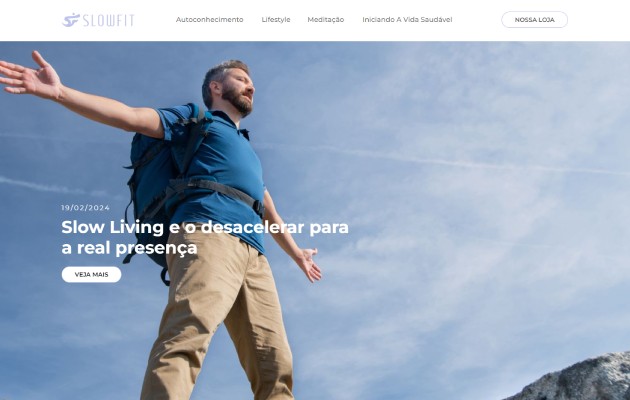 SLOWFIT
Autoconhecimento
Lifestyle
Meditação
Iniciando A Vida Saudável
NOSSA LOJA
19/02/2024
Slow Living e o desacelerar para
a real presença
VEJA MAIS